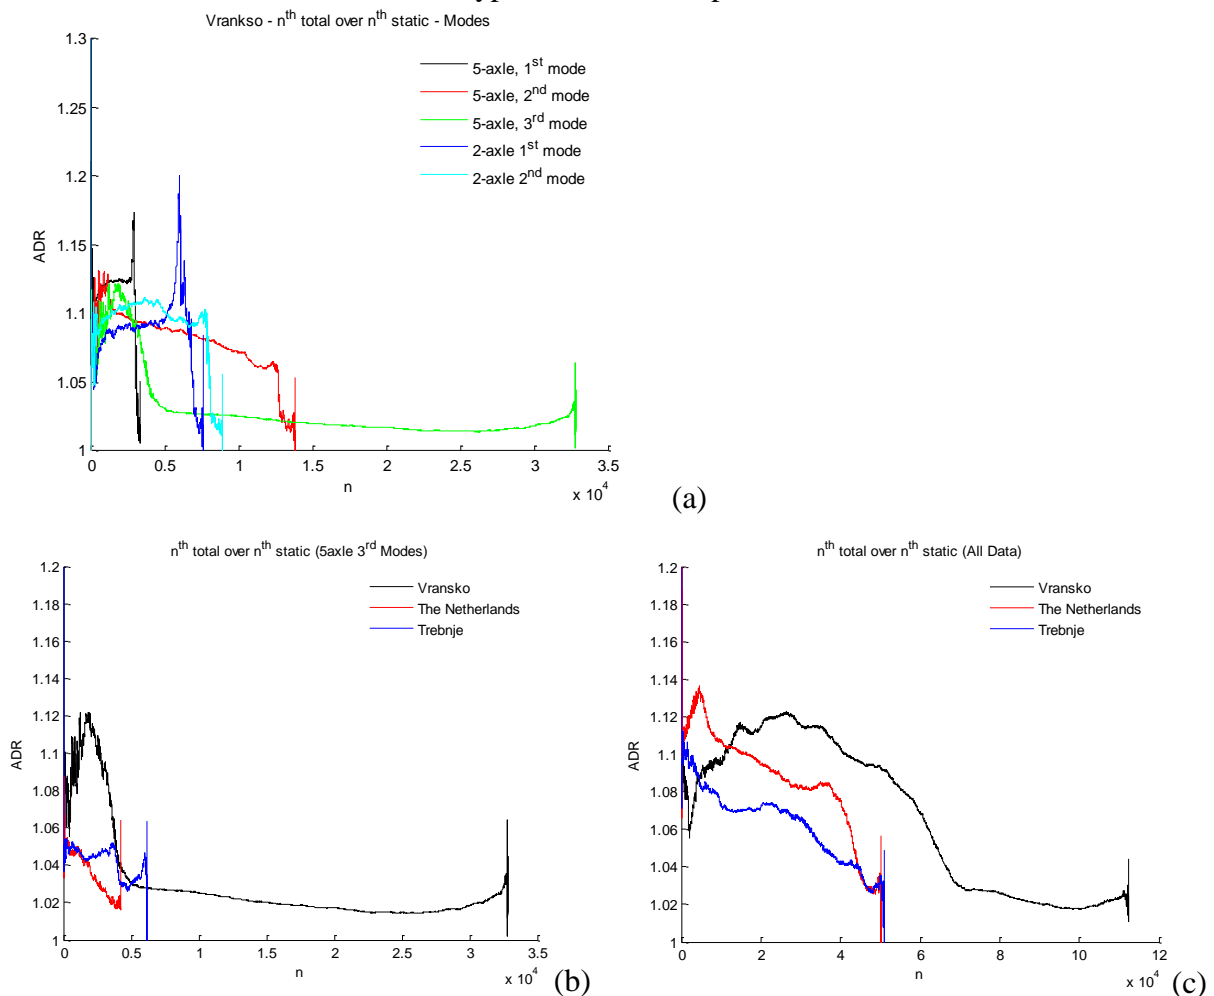 Vrankso - nth total over nth static - Modes
1.3
1.25
1.2
1.15
1.1
1.05
1
ADR
5-axle, 1st mode
5-axle, 2nd mode
5-axle, 3rd mode
2-axle 1st mode
2-axle 2nd mode
0 0.5 1 1.5 2 2.5 3 3.5
n
x 10^4
(a)
nth total over nth static (5axle 3rd Modes)
1.2
1.18
1.16
1.14
1.12
1.1
1.08
1.06
1.04
1.02
1
ADR
Vransko
The Netherlands
Trebnje
0 0.5 1 1.5 2 2.5 3 3.5
n
x 10^4
(b)
nth total over nth static (All Data)
1.2
1.18
1.16
1.14
1.12
1.1
1.08
1.06
1.04
1.02
1
ADR
Vransko
The Netherlands
Trebnje
0 2 4 6 8 10 12
n
x 10^4
(c)